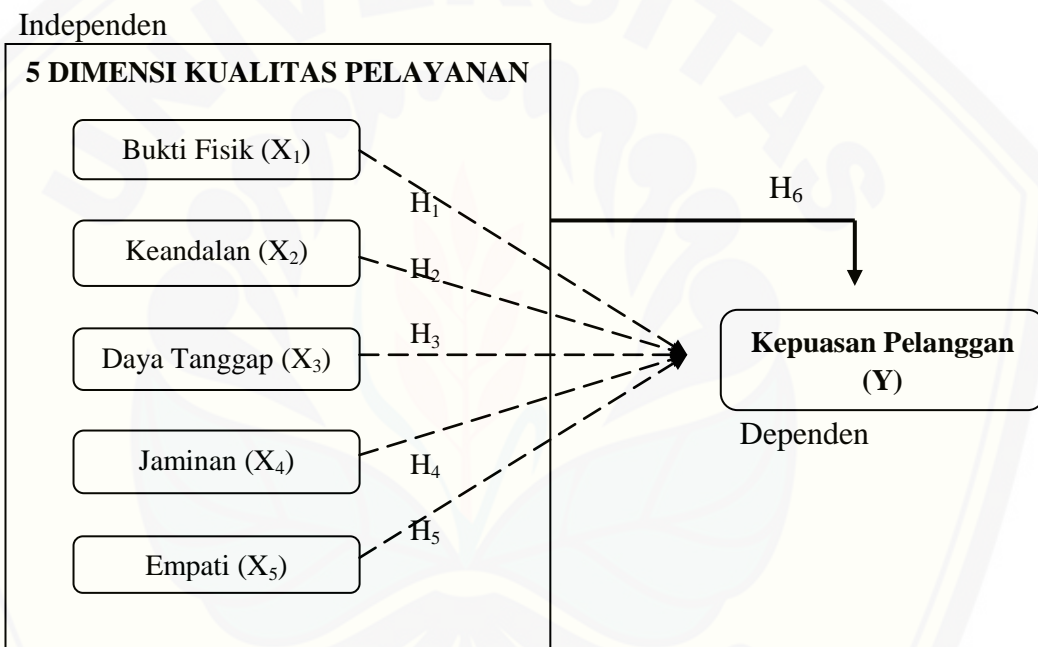 Independen
5 DIMENSI KUALITAS PELAYANAN
Bukti Fisik (X₁)
H₁
H₆
Keandalan (X₂)
H₂
Daya Tanggap (X₃)
H₃
Kepuasan Pelanggan
(Y)
Dependen
Jaminan (X₄)
H₄
H₅
Empati (X₅)
UNIVERSITAS